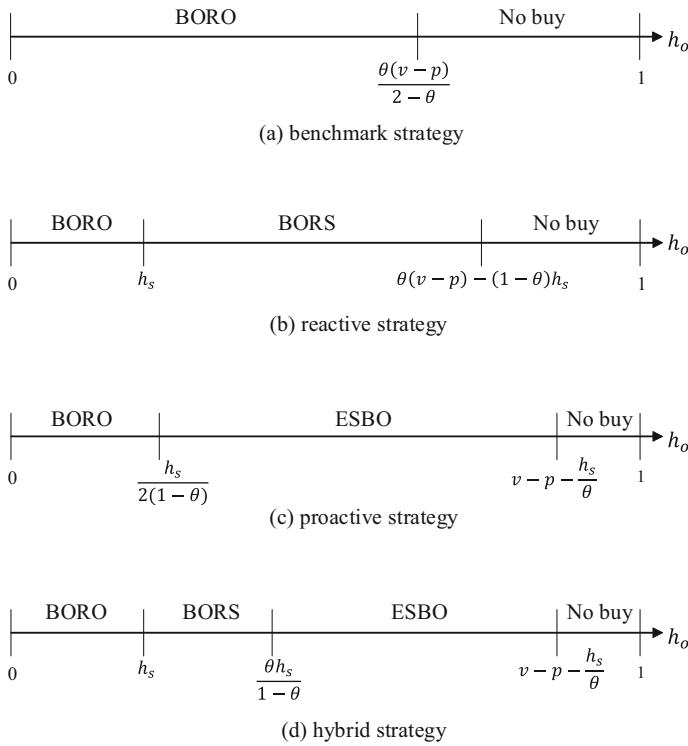 BORO No buy
h_o
0 θ(v − p)/(2 − θ) 1
(a) benchmark strategy
BORO BORS No buy
h_o
0 h_s θ(v − p) − (1 − θ)h_s 1
(b) reactive strategy
BORO ESBO No buy
h_o
0 h_s/(2(1 − θ)) v − p − h_s/θ 1
(c) proactive strategy
BORO BORS ESBO No buy
h_o
0 h_s θh_s/(1 − θ) v − p − h_s/θ 1
(d) hybrid strategy